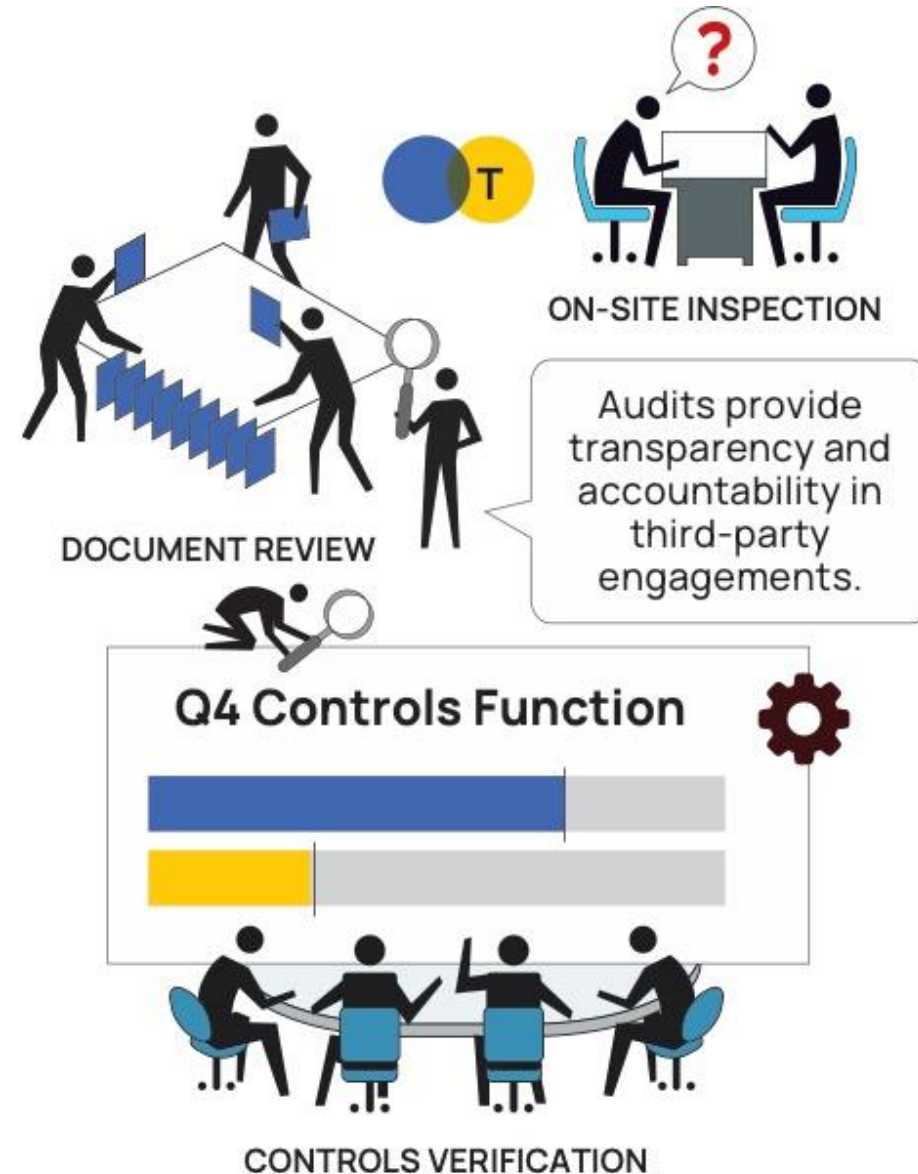 ?
T
ON-SITE INSPECTION
Audits provide
transparency and
accountability in
third-party
engagements.
DOCUMENT REVIEW
Q4 Controls Function
CONTROLS VERIFICATION